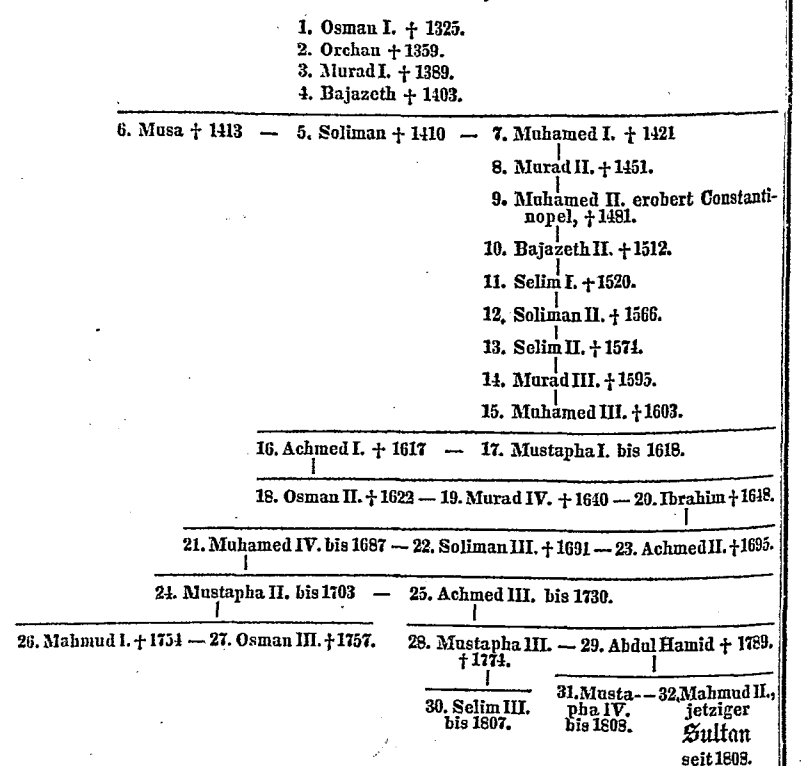 1. Osman I. † 1325.
2. Orchan † 1359.
3. Murad I. † 1389.
4. Bajazeth † 1403.
6. Musa † 1413 — 5. Soliman † 1410 — 7. Muhamed I. † 1421
8. Murad II. † 1451.
9. Muhamed II. erobert Constanti-
nopel, † 1481.
10. Bajazeth II. † 1512.
11. Selim I. † 1520.
12. Soliman II. † 1566.
13. Selim II. † 1574.
14. Murad III. † 1595.
15. Muhamed III. † 1603.
16. Achmed I. † 1617 — 17. Mustapha I. bis 1618.
18. Osman II. † 1622 — 19. Murad IV. † 1640 — 20. Ibrahim † 1648.
21. Muhamed IV. bis 1687 — 22. Soliman III. † 1691 — 23. Achmed II. † 1695.
24. Mustapha II. bis 1703 — 25. Achmed III. bis 1730.
26. Mahmud I. † 1754 — 27. Osman III. † 1757. 28. Mustapha III. — 29. Abdul Hamid † 1789.
† 1774.
30. Selim III. 31. Musta- — 32. Mahmud II.,
bis 1807. pha IV. jetziger
bis 1808. Sultan
seit 1808.